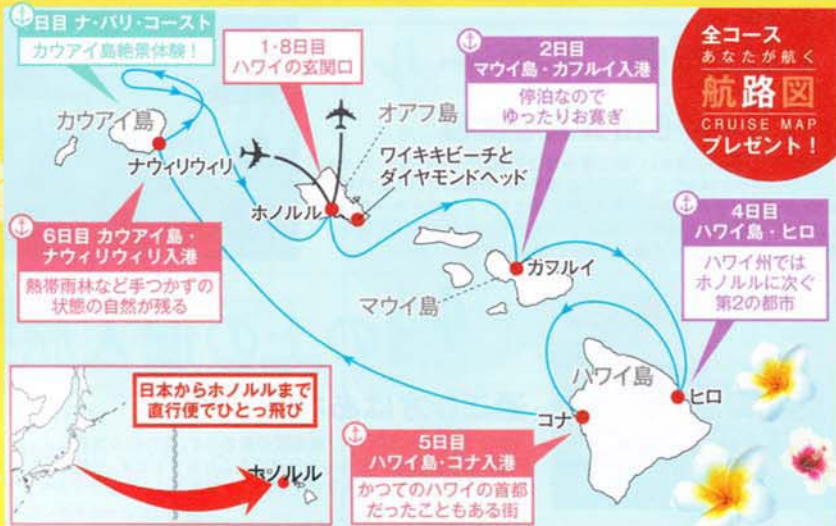 日目 ナ・パリ・コースト
カウアイ島絶景体験！
1・8日目
ハワイの玄関口
2日目
マウイ島・カフルイ入港
停泊なので
ゆったりお寛ぎ
全コース
あなたが航く
航路図
CRUISE MAP
プレゼント！
カウアイ島
ナウィリウィリ
オアフ島
ワイキキビーチと
ダイヤモンドヘッド
ホノルル
6日目 カウアイ島・
ナウィリウィリ入港
熱帯雨林など手つかずの
状態の自然が残る
カフルイ
マウイ島
4日目
ハワイ島・ヒロ
ハワイ州では
ホノルルに次ぐ
第2の都市
ハワイ島
ヒロ
コナ
5日目
ハワイ島・コナ入港
かつてのハワイの首都
だったこともある街
日本からホノルルまで
直行便でひとっ飛び
ホノルル